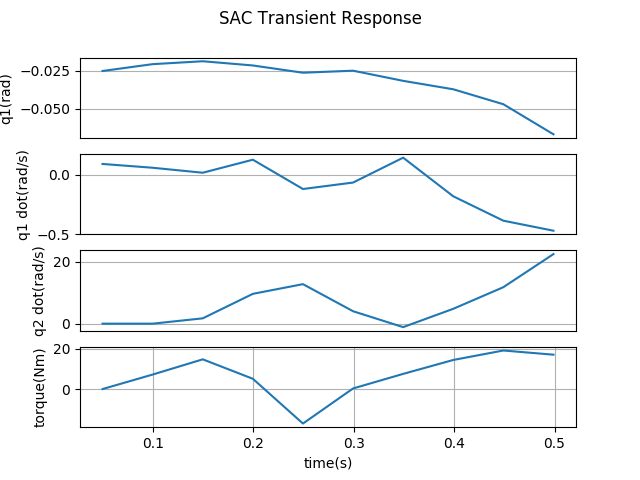 SAC Transient Response
q1(rad)
−0.025
−0.050
q1 dot(rad/s)
0.0
−0.5
q2 dot(rad/s)
20
0
torque(Nm)
20
0
0.1 0.2 0.3 0.4 0.5
time(s)